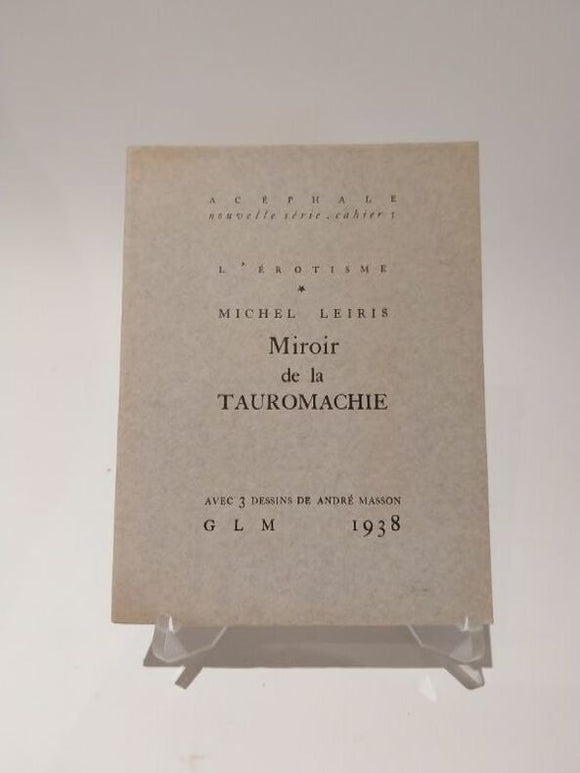 ACÉPHALE
nouvelle série . cahier 1
L'ÉROTISME
MICHEL LEIRIS
Miroir
de la
TAUROMACHIE
AVEC 3 DESSINS DE ANDRÉ MASSON
GLM 1938